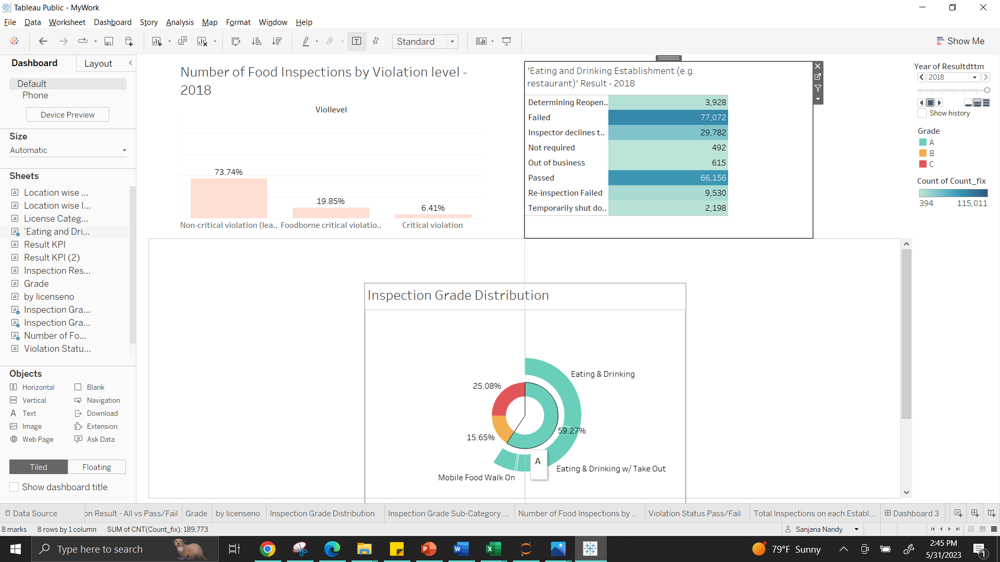 Tableau Public - MyWork
File Data Worksheet Dashboard Story Analysis Map Format Window Help
Standard
Show Me
Dashboard
Layout
Default
Phone
Device Preview
Size
Automatic
Sheets
Location wise ...
Location wise I...
License Categ...
'Eating and Dri...
Result KPI
Result KPI (2)
Inspection Res...
Grade
by licenseno
Inspection Gra...
Inspection Gra...
Number of Fo...
Violation Statu...
Objects
Horizontal Blank
Vertical Navigation
Text Download
Image Extension
Web Page Ask Data
Tiled Floating
Show dashboard title
Number of Food Inspections by Violation level -
2018
Viollevel
73.74%
19.85%
6.41%
Non-critical violation (lea.. Foodborne critical violatio.. Critical violation
'Eating and Drinking Establishment (e.g.
restaurant)' Result - 2018
Determining Reopen.. 3,928
Failed 77,072
Inspector declines t.. 29,782
Not required 492
Out of business 615
Passed 66,156
Re-inspection Failed 9,530
Temporarily shut do.. 2,198
Year of Resultdttm
2018
Show history
Grade
A
B
C
Count of Count_fix
394 115,011
Inspection Grade Distribution
Eating & Drinking
25.08%
59.27%
15.65%
A
Eating & Drinking w/ Take Out
Mobile Food Walk On
Data Source
on Result - All vs Pass/Fail
Grade
by licenseno
Inspection Grade Distribution
Inspection Grade Sub-Category ...
Number of Food Inspections by ...
Violation Status Pass/Fail
Total Inspections on each Establ...
Dashboard 3
8 marks 8 rows by 1 column SUM of CNT(Count_fix): 189,773
Sanjana Nandy
Type here to search
79°F Sunny
2:45 PM
5/31/2023
1